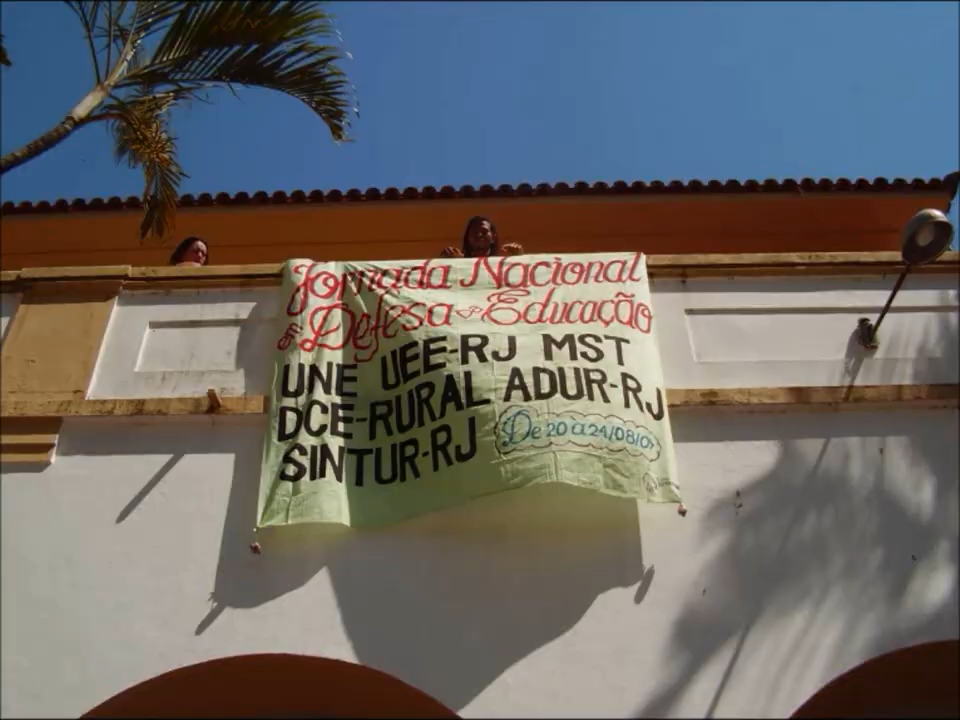 Jornada Nacional
em Defesa da Educação
UNE UEE-RJ MST
DCE-RURAL ADUR-RJ
SINTUR-RJ
De 20 a 24/08/07